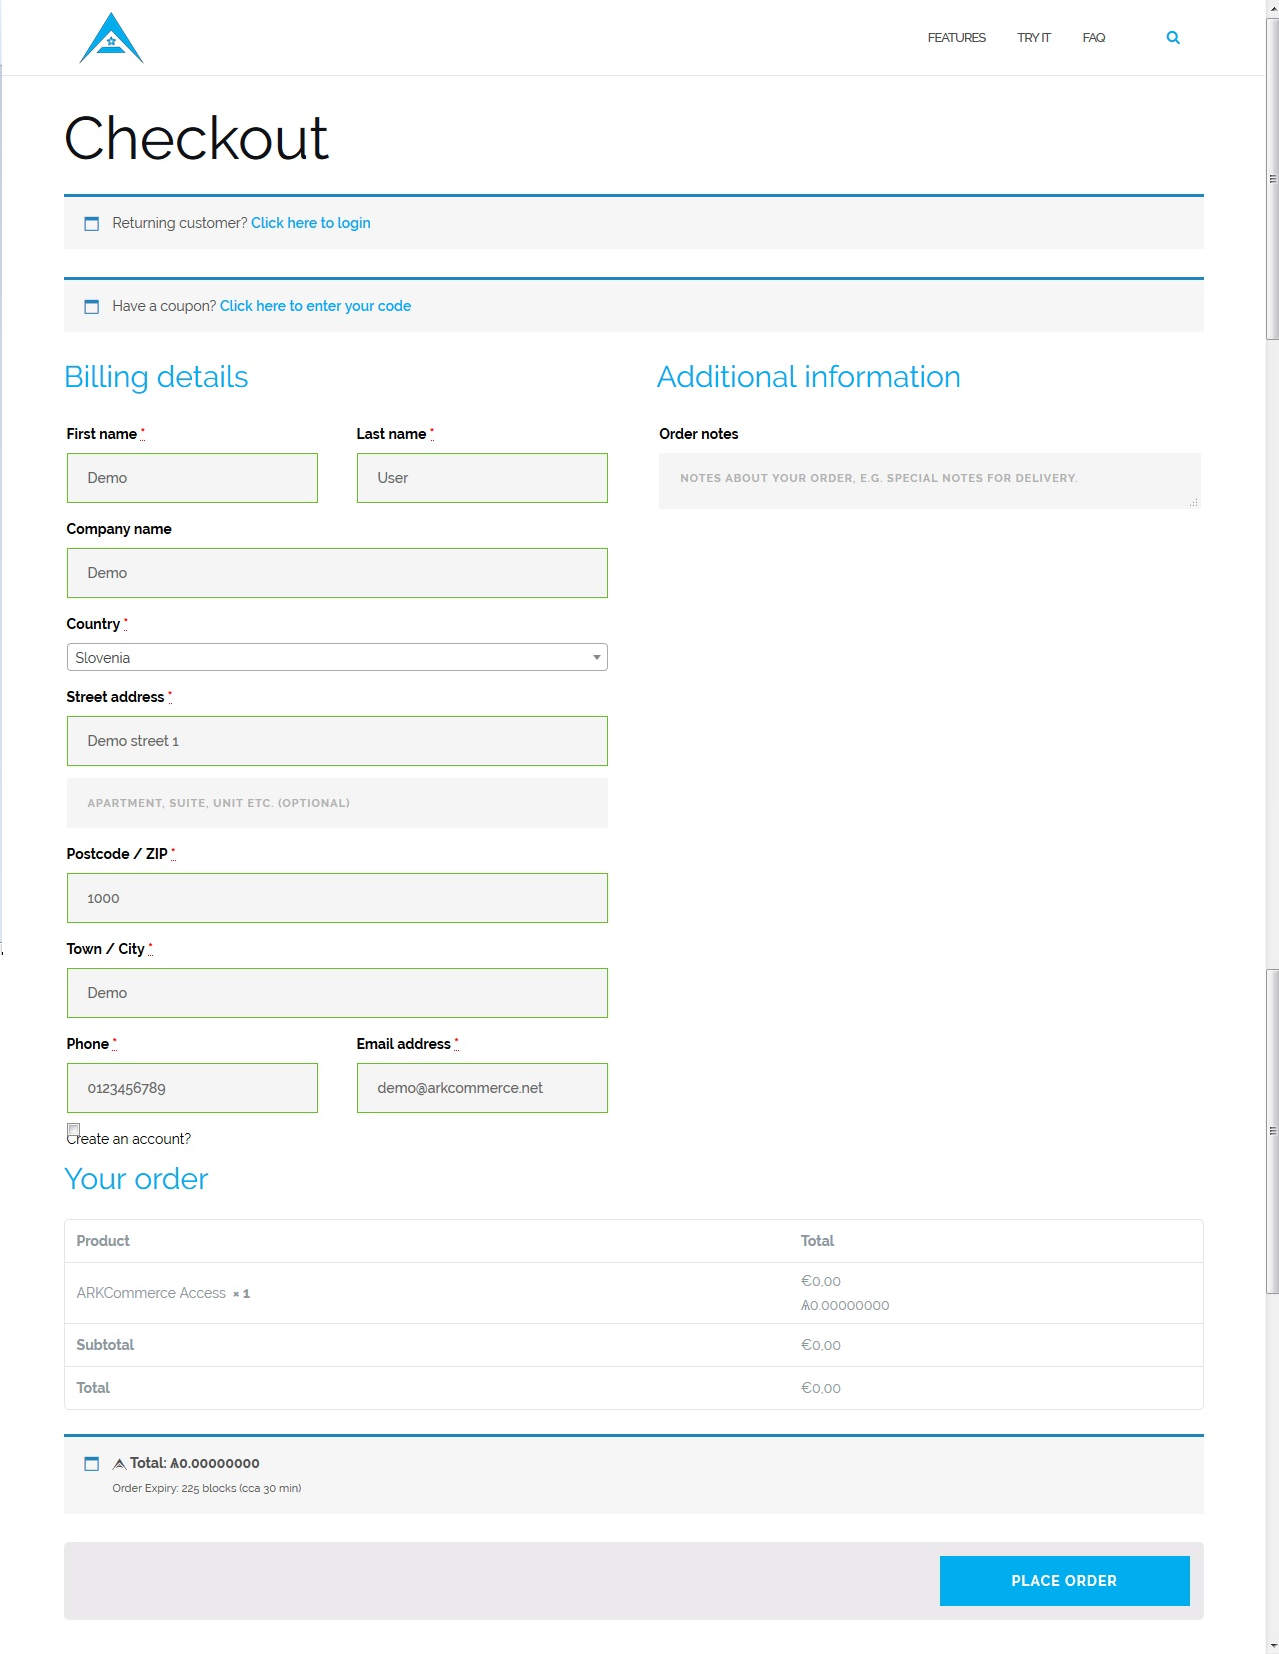 FEATURES TRY IT FAQ
Checkout
Returning customer? Click here to login
Have a coupon? Click here to enter your code
Billing details
First name *
Last name *
Demo
User
Company name
Demo
Country *
Slovenia
Street address *
Demo street 1
APARTMENT, SUITE, UNIT ETC. (OPTIONAL)
Postcode / ZIP *
1000
Town / City *
Demo
Phone *
Email address *
0123456789
demo@arkcommerce.net
Create an account?
Additional information
Order notes
NOTES ABOUT YOUR ORDER, E.G. SPECIAL NOTES FOR DELIVERY.
Your order
Product Total
ARKCommerce Access × 1 €0,00
Ѧ0.00000000
Subtotal €0,00
Total €0,00
Total: Ѧ0.00000000
Order Expiry: 225 blocks (cca 30 min)
PLACE ORDER